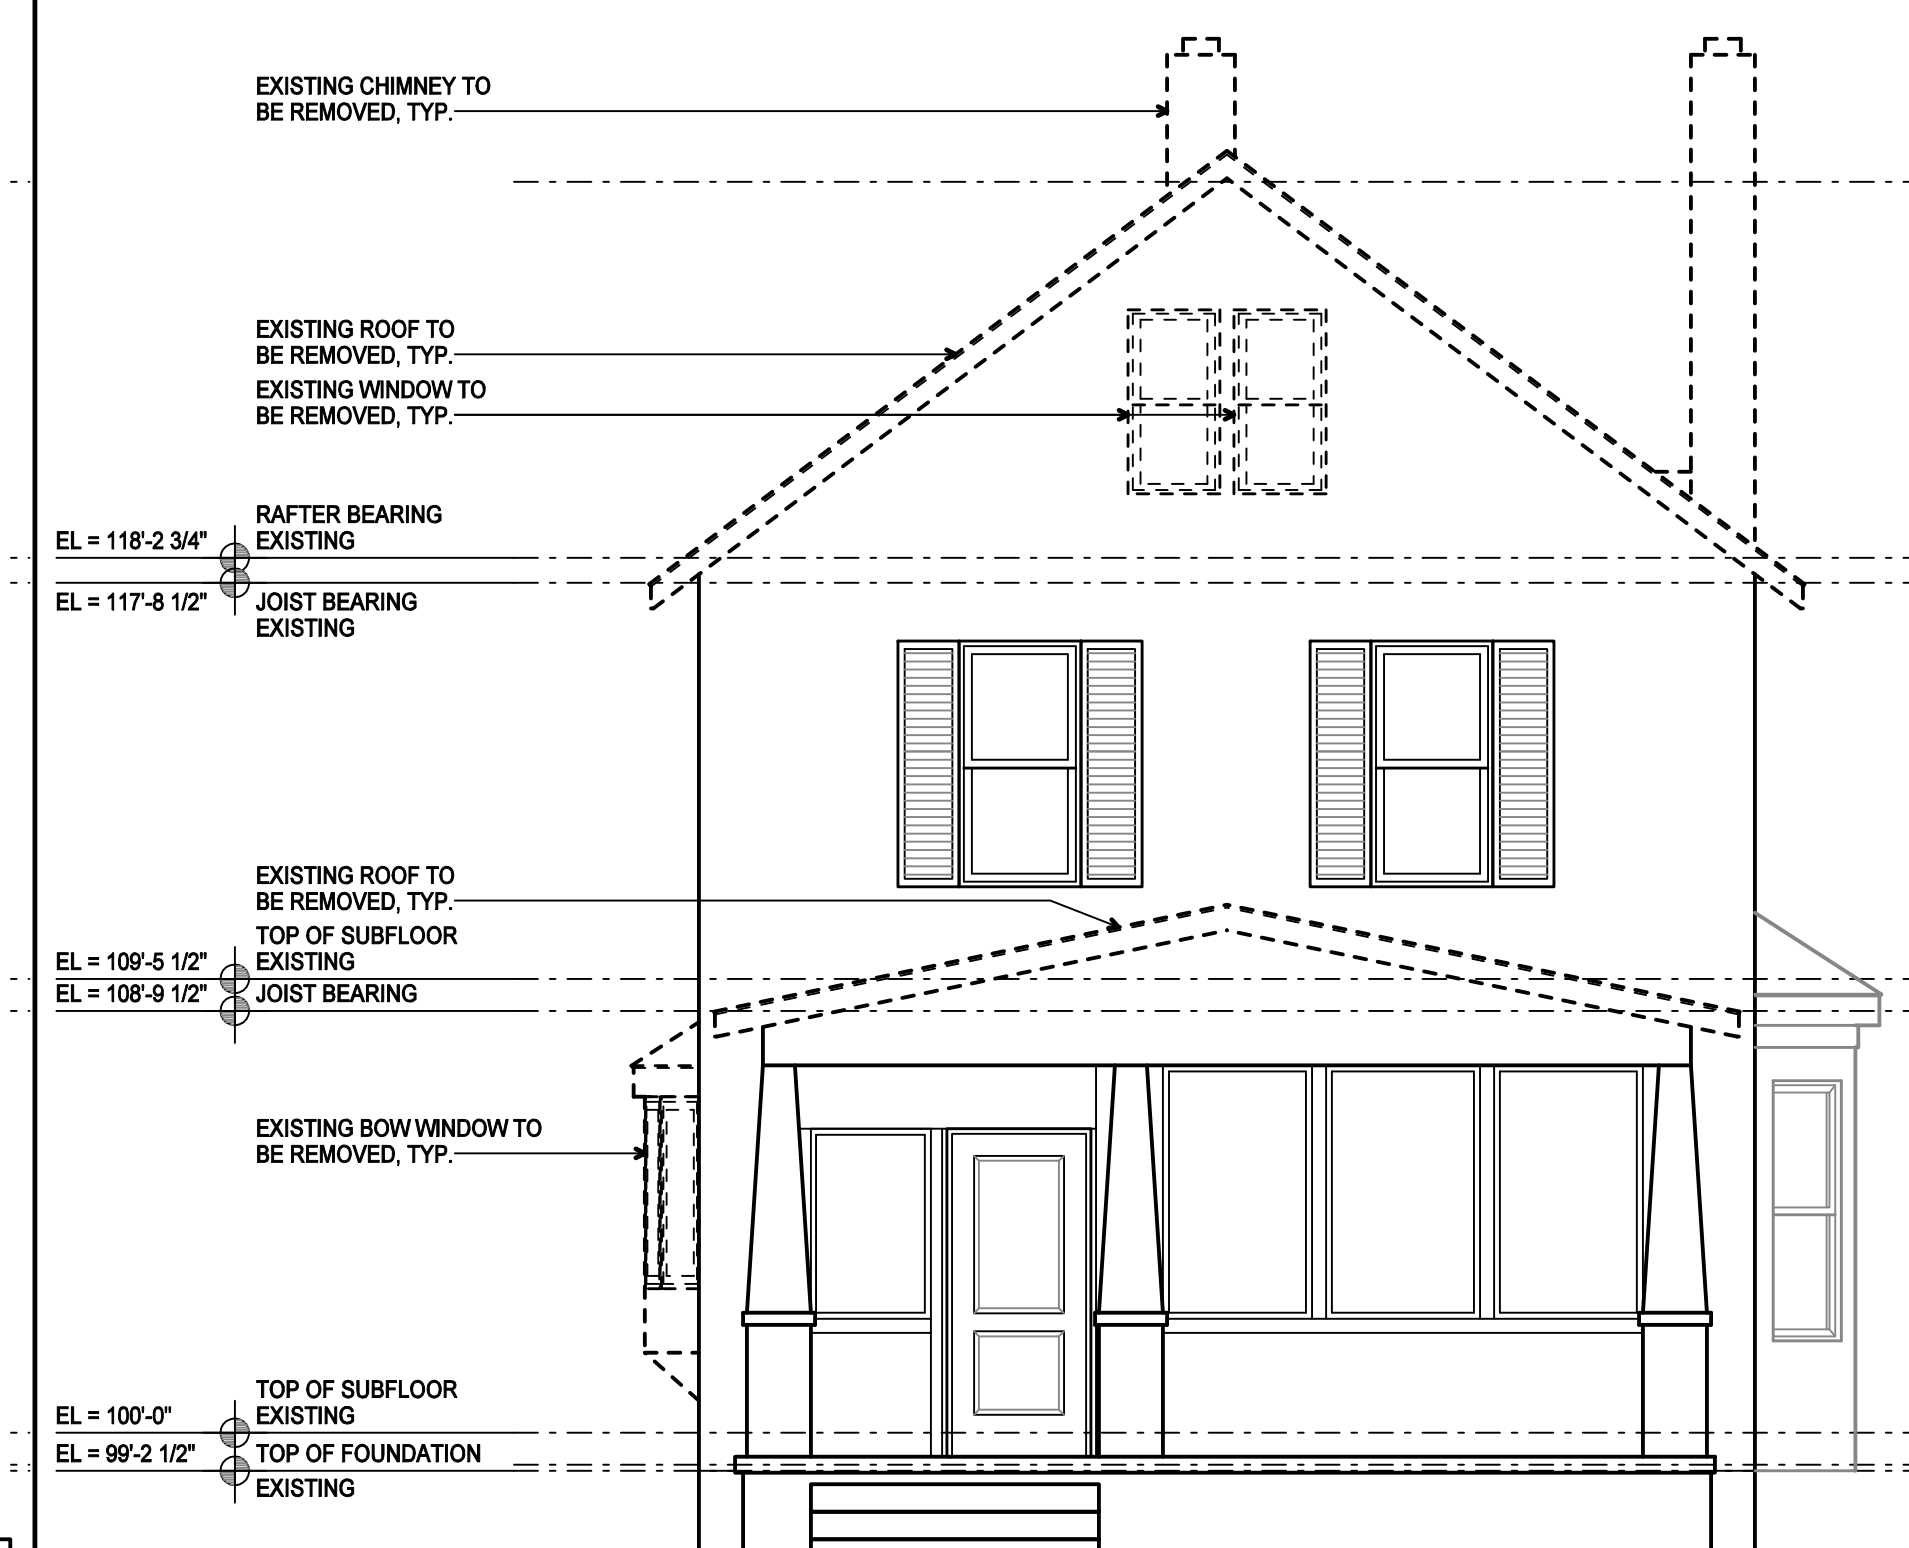 EXISTING CHIMNEY TO
BE REMOVED, TYP.
EXISTING ROOF TO
BE REMOVED, TYP.
EXISTING WINDOW TO
BE REMOVED, TYP.
RAFTER BEARING
EL = 118'-2 3/4" EXISTING
EL = 117'-8 1/2" JOIST BEARING
EXISTING
EXISTING ROOF TO
BE REMOVED, TYP.
TOP OF SUBFLOOR
EL = 109'-5 1/2" EXISTING
EL = 108'-9 1/2" JOIST BEARING
EXISTING BOW WINDOW TO
BE REMOVED, TYP.
TOP OF SUBFLOOR
EL = 100'-0" EXISTING
EL = 99'-2 1/2" TOP OF FOUNDATION
EXISTING